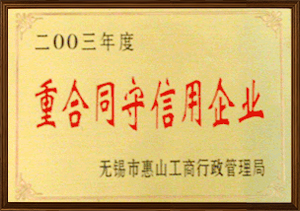 二00三年度
重合同守信用企业
无锡市惠山工商行政管理局